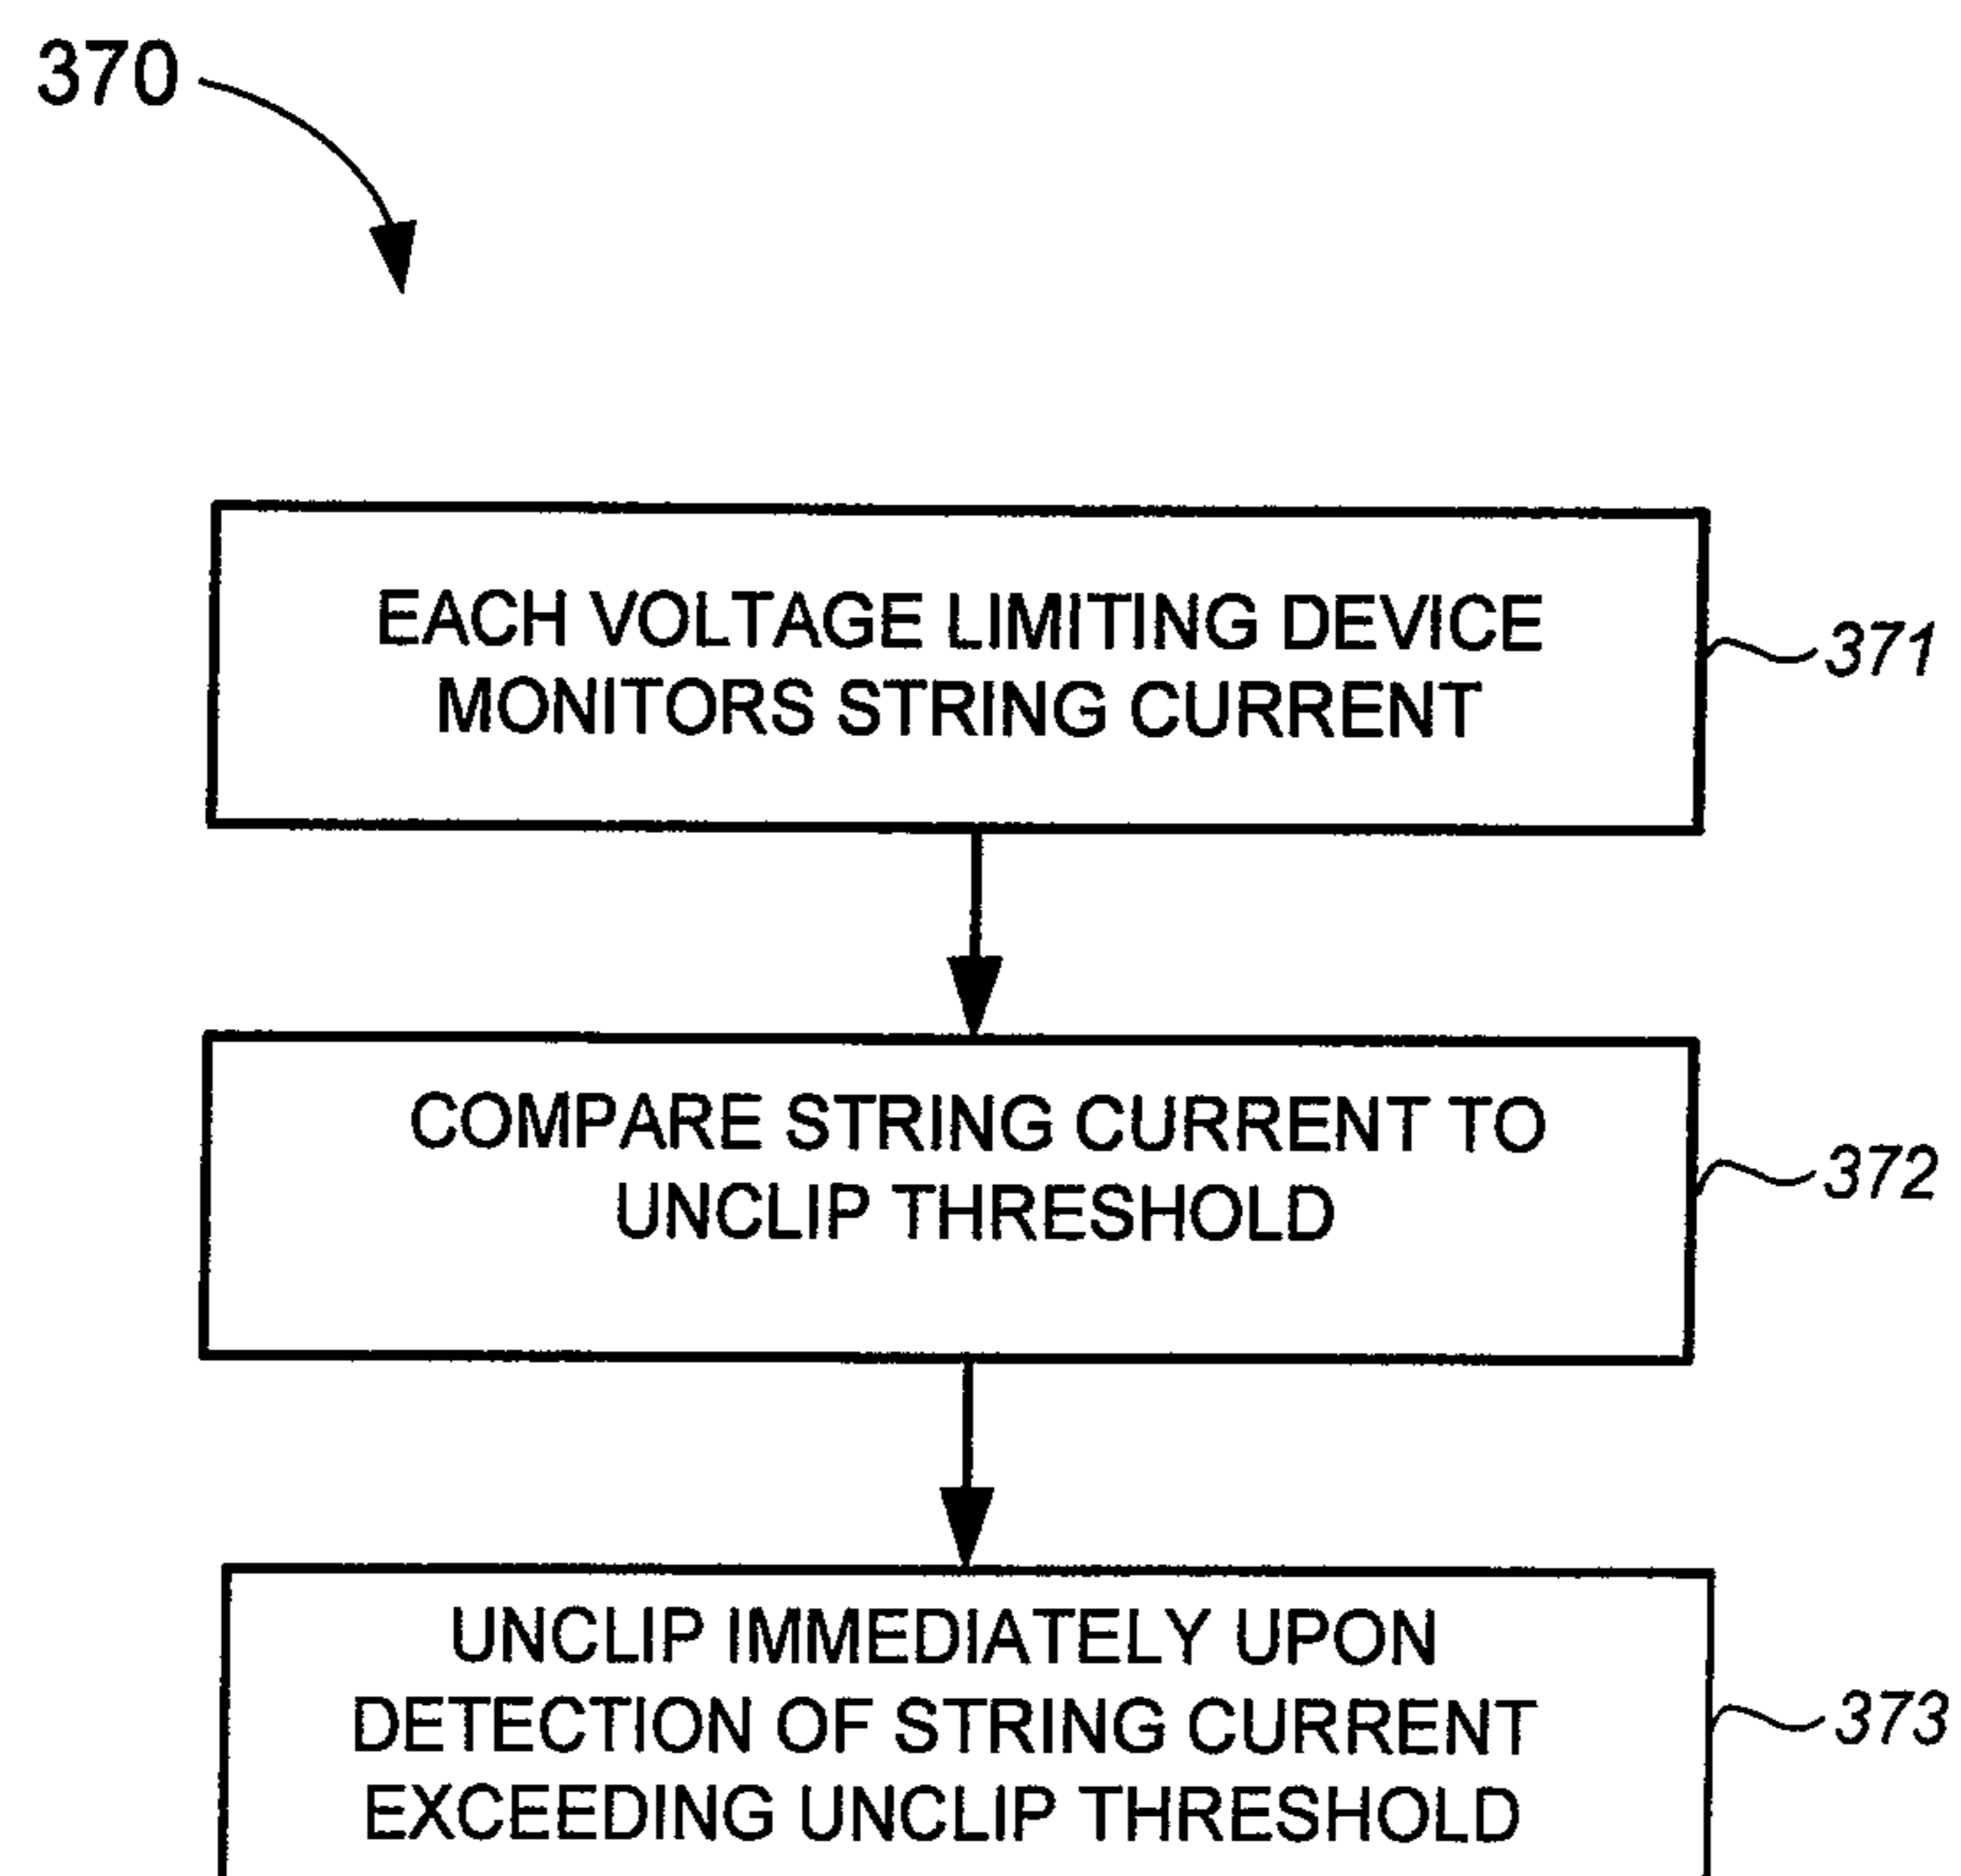 370
EACH VOLTAGE LIMITING DEVICE
MONITORS STRING CURRENT
371
COMPARE STRING CURRENT TO
UNCLIP THRESHOLD
372
UNCLIP IMMEDIATELY UPON
DETECTION OF STRING CURRENT
EXCEEDING UNCLIP THRESHOLD
373